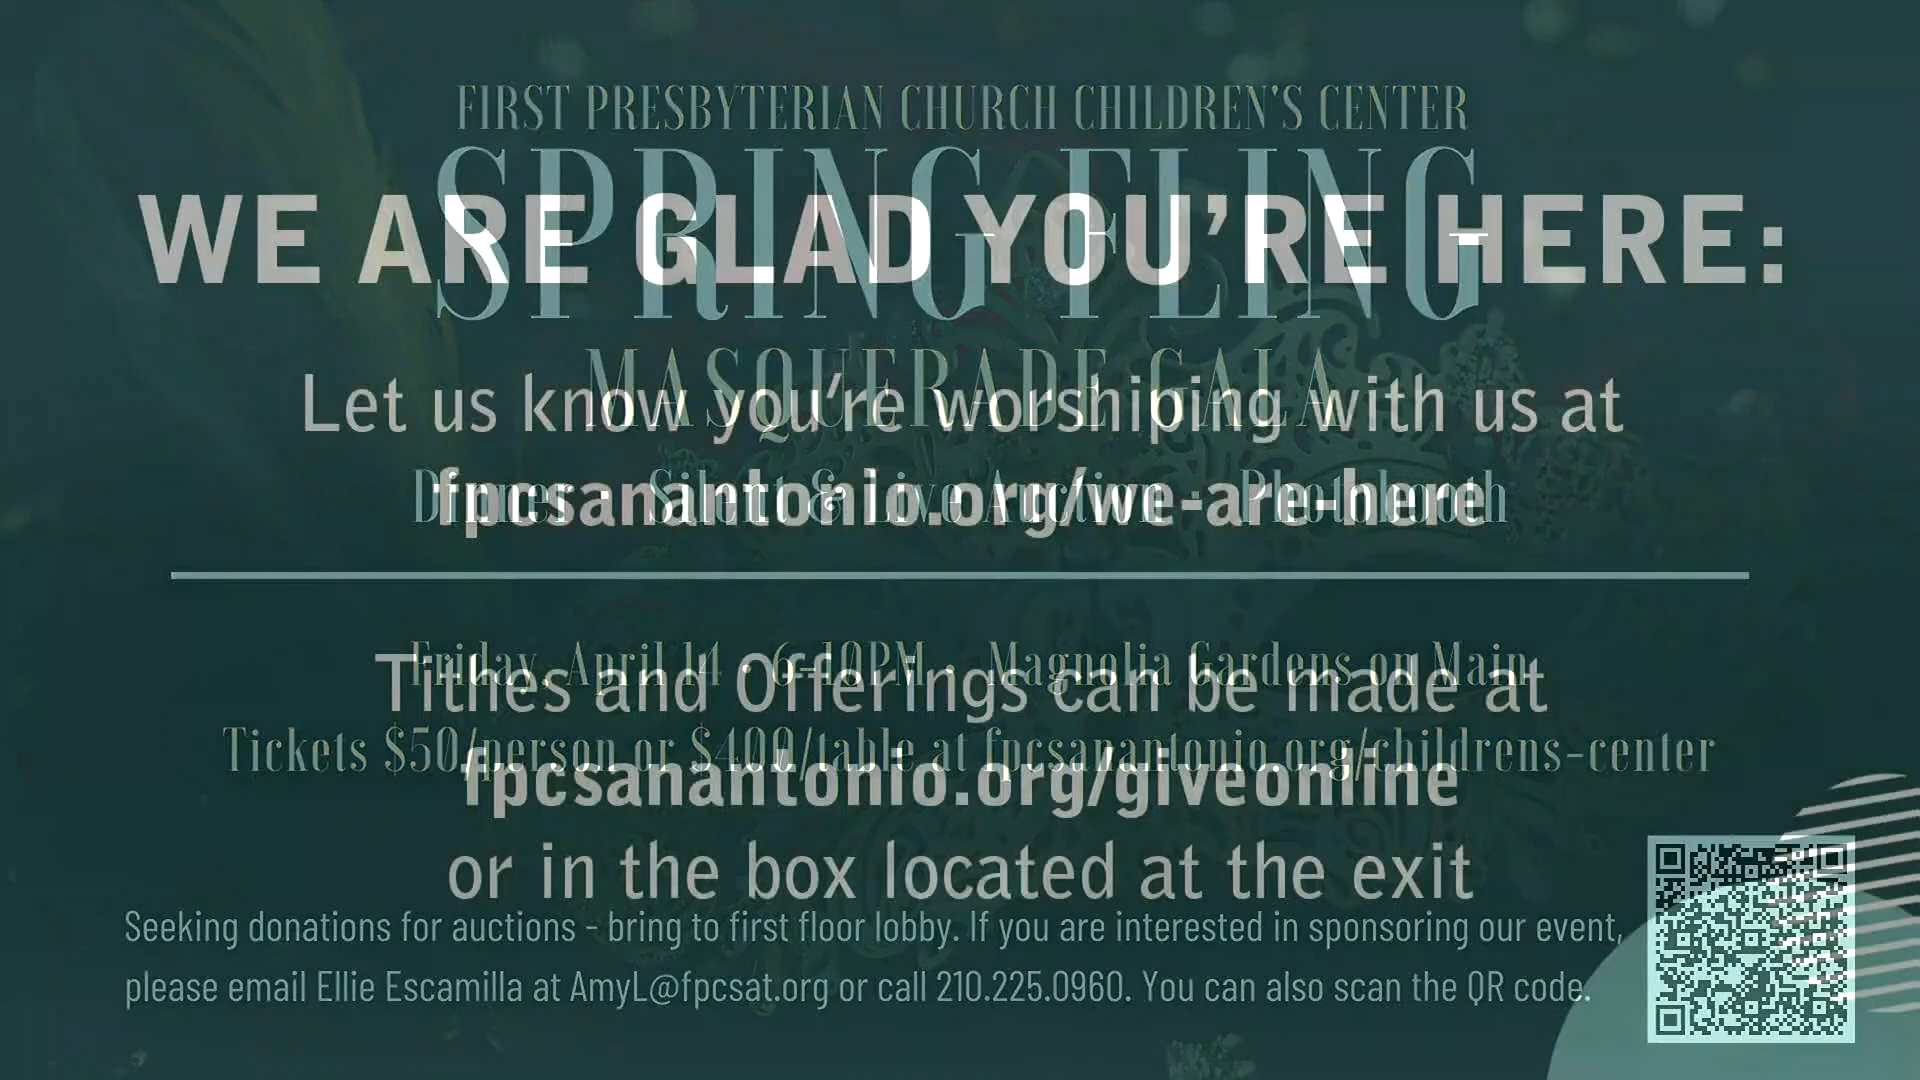 FIRST PRESBYTERIAN CHURCH CHILDREN'S CENTER
SPRING FLING
WE ARE GLAD YOU'RE HERE:
MASQUERADE GALA
Let us know you're worshiping with us at
Dinner · Silent & Live Auction · Photobooth
fpcsanantonio.org/we-are-here
Friday, April 14 · 6-10PM · Magnolia Gardens on Main
Tithes and Offerings can be made at
Tickets $50/person or $400/table at fpcsanantonio.org/childrens-center
fpcsanantonio.org/giveonline
or in the box located at the exit
Seeking donations for auctions - bring to first floor lobby. If you are interested in sponsoring our event,
please email Ellie Escamilla at AmyL@fpcsat.org or call 210.225.0960. You can also scan the QR code.